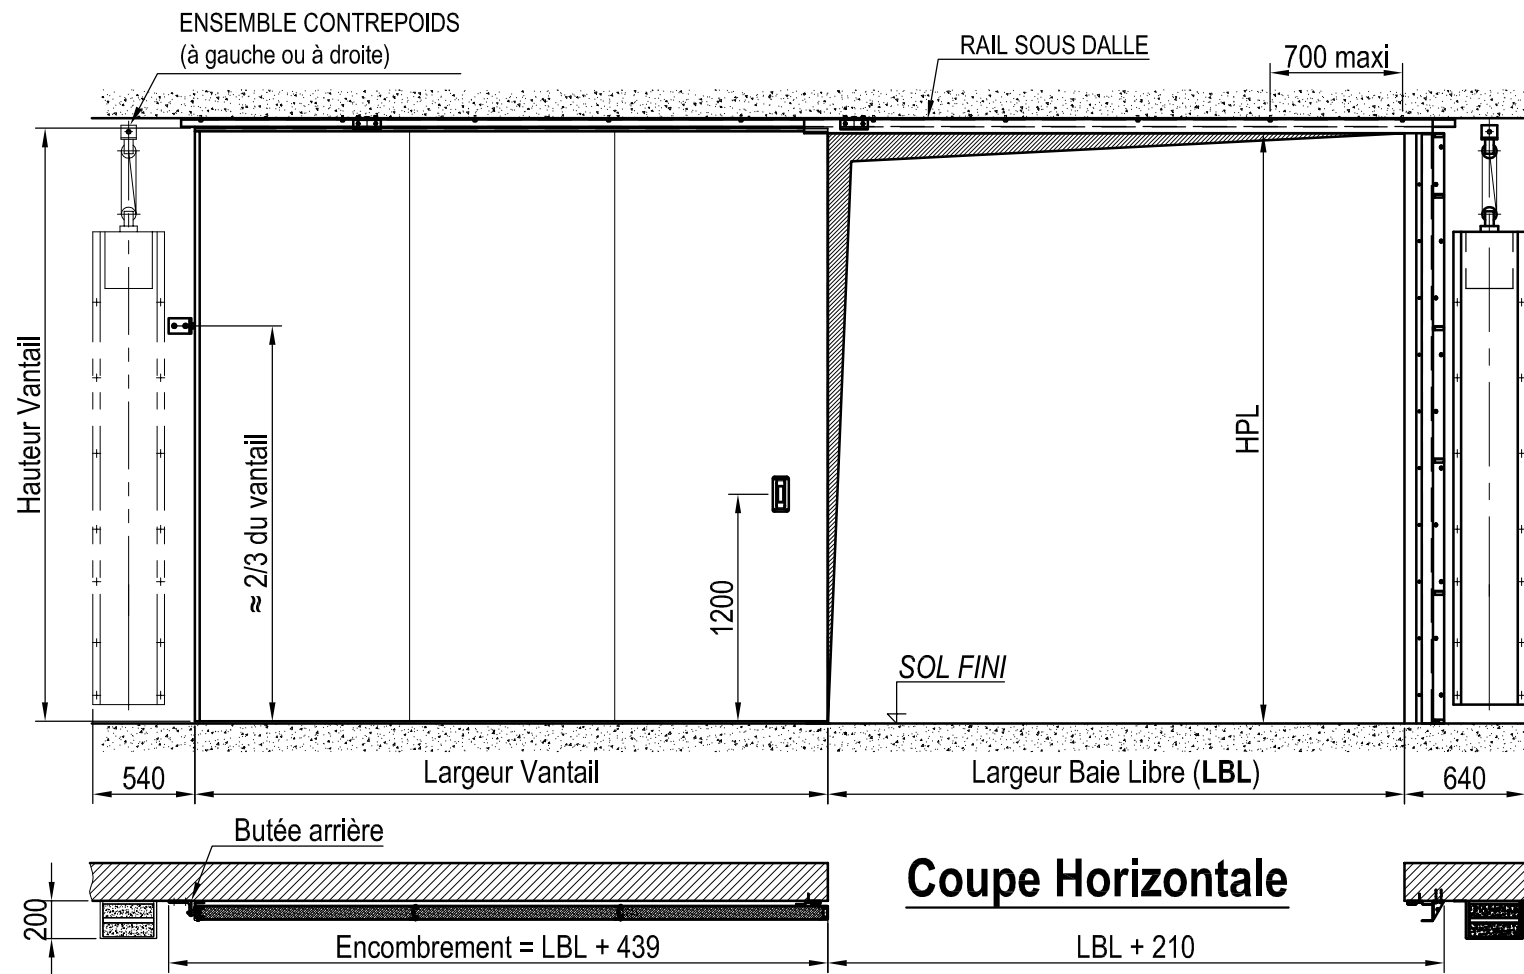 ENSEMBLE CONTREPOIDS
(à gauche ou à droite)
RAIL SOUS DALLE
700 maxi
Hauteur Vantail
≈ 2/3 du vantail
1200
HPL
SOL FINI
540
Largeur Vantail
Largeur Baie Libre (LBL)
640
Butée arrière
Coupe Horizontale
200
Encombrement = LBL + 439
LBL + 210